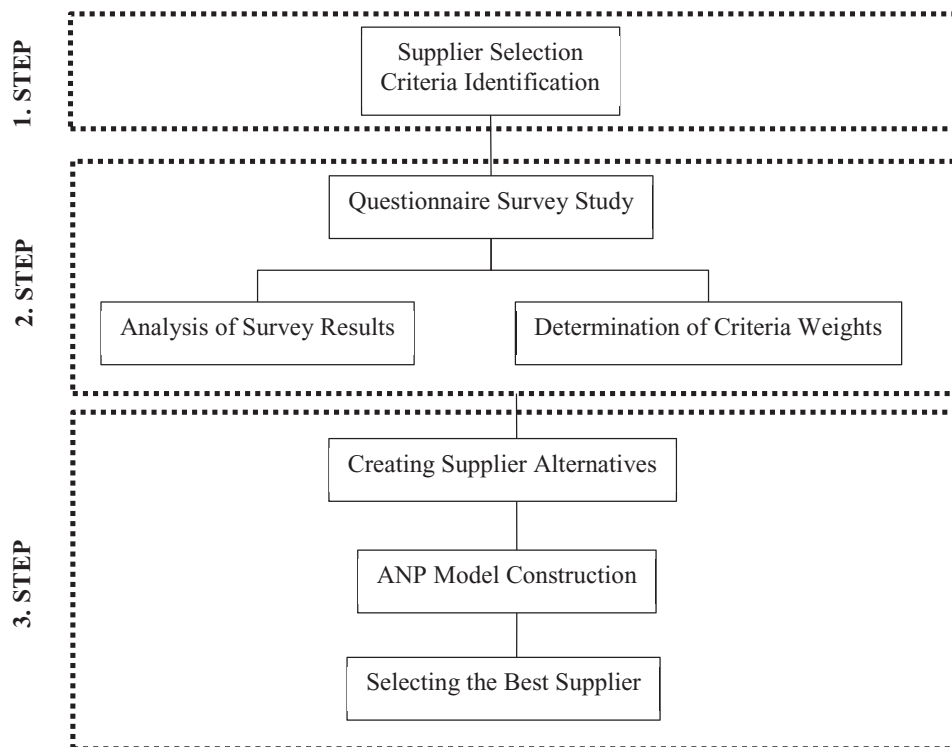 1. STEP
Supplier Selection
Criteria Identification
2. STEP
Questionnaire Survey Study
Analysis of Survey Results
Determination of Criteria Weights
3. STEP
Creating Supplier Alternatives
ANP Model Construction
Selecting the Best Supplier